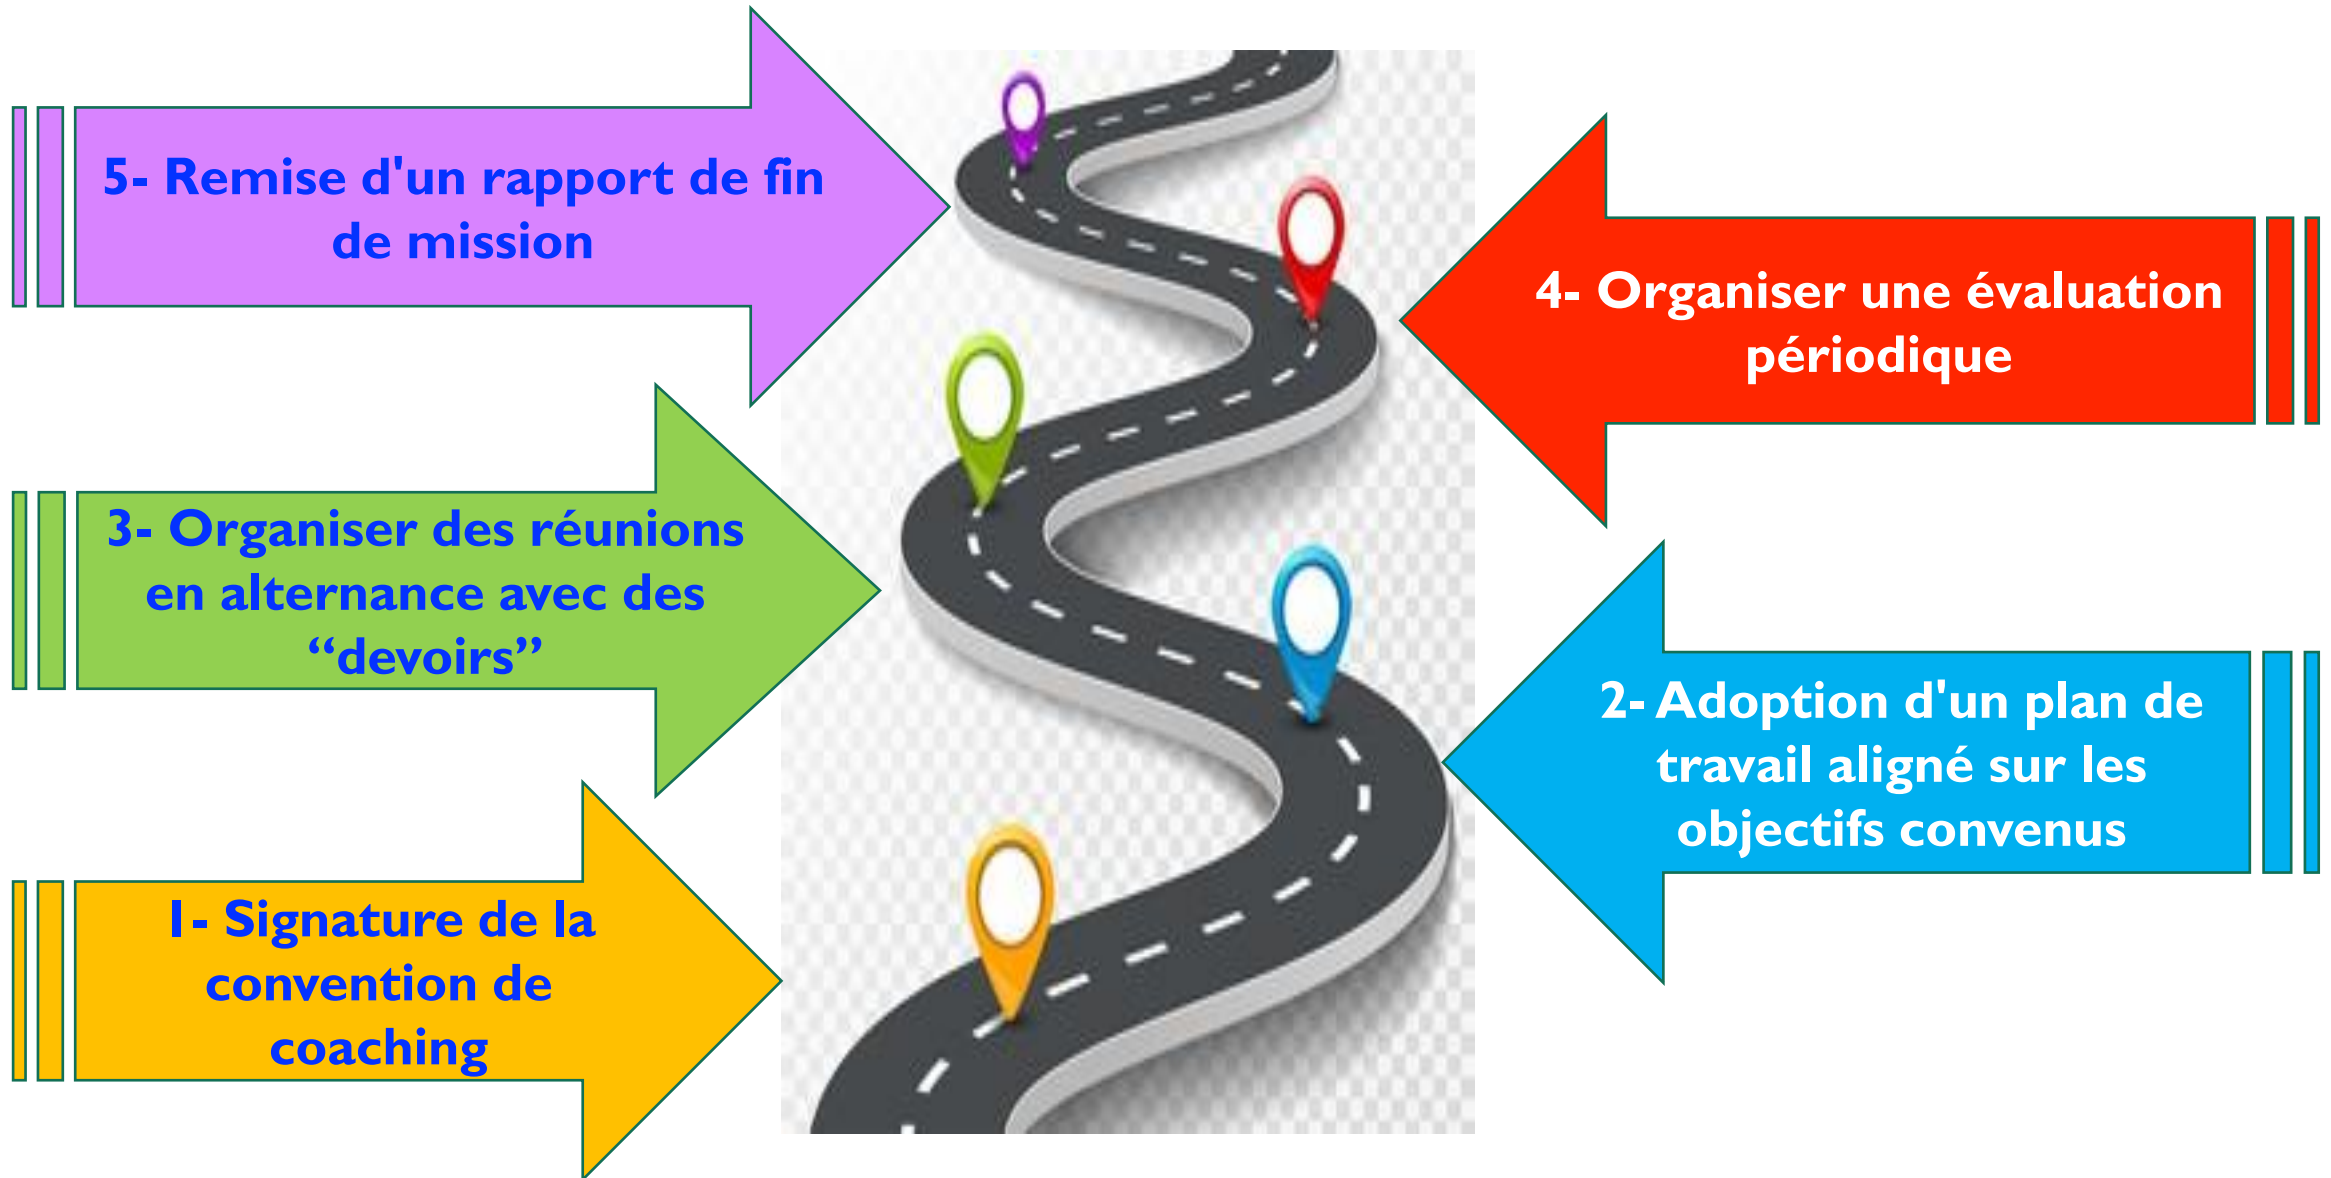 5- Remise d'un rapport de fin
de mission
4- Organiser une évaluation
périodique
3- Organiser des réunions
en alternance avec des
“devoirs”
2- Adoption d'un plan de
travail aligné sur les
objectifs convenus
1- Signature de la
convention de
coaching